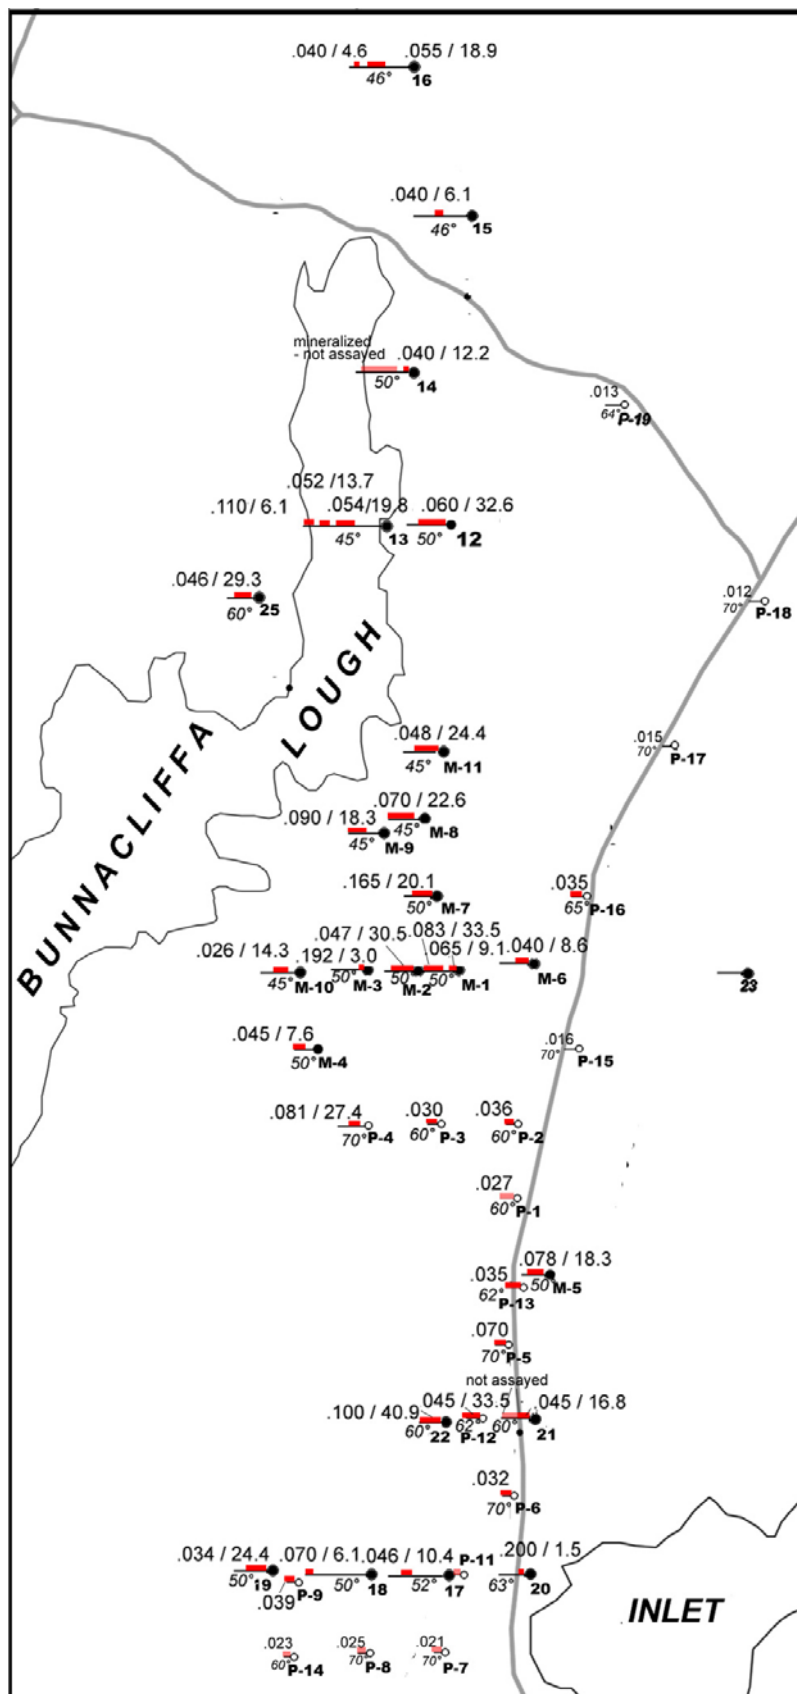 .040 / 4.6 .055 / 18.9
46° 16
.040 / 6.1
46° 15
mineralized
- not assayed .040 / 12.2
50° 14
.013
64° P-19
.052 /13.7
.110/ 6.1 .054/19.8 .060 / 32.6
45° 13 50° 12
.046 / 29.3
60° 25
.012
70° P-18
BUNNACLIFFA LOUGH
.048 / 24.4
45° M-11
.015
70° P-17
.070 / 22.6
45° M-8
.090 / 18.3
45° M-9
.165 / 20.1
50° M-7
.035
65° P-16
.047 / 30.5 .083 / 33.5
.026 / 14.3 .192 / 3.0 .065 / 9.1 .040 / 8.6
45° M-10 50° M-3 50° M-2 50° M-1 M-6
23
.045 / 7.6
50° M-4
.016
70° P-15
.081 / 27.4 .030 .036
70° P-4 60° P-3 60° P-2
.027
60° P-1
.078 / 18.3
50° M-5
.035
62° P-13
.070
70° P-5
not assayed
.100 / 40.9 .045 / 33.5 .045 / 16.8
60° 22 62° P-12 60° 21
.032
70° P-6
.034 / 24.4 .070 / 6.1 .046 / 10.4 P-11 .200 / 1.5
50° 19 P-9 50° 18 52° 17 63° 20
.039
INLET
.023 .025 .021
60° P-14 70° P-8 70° P-7